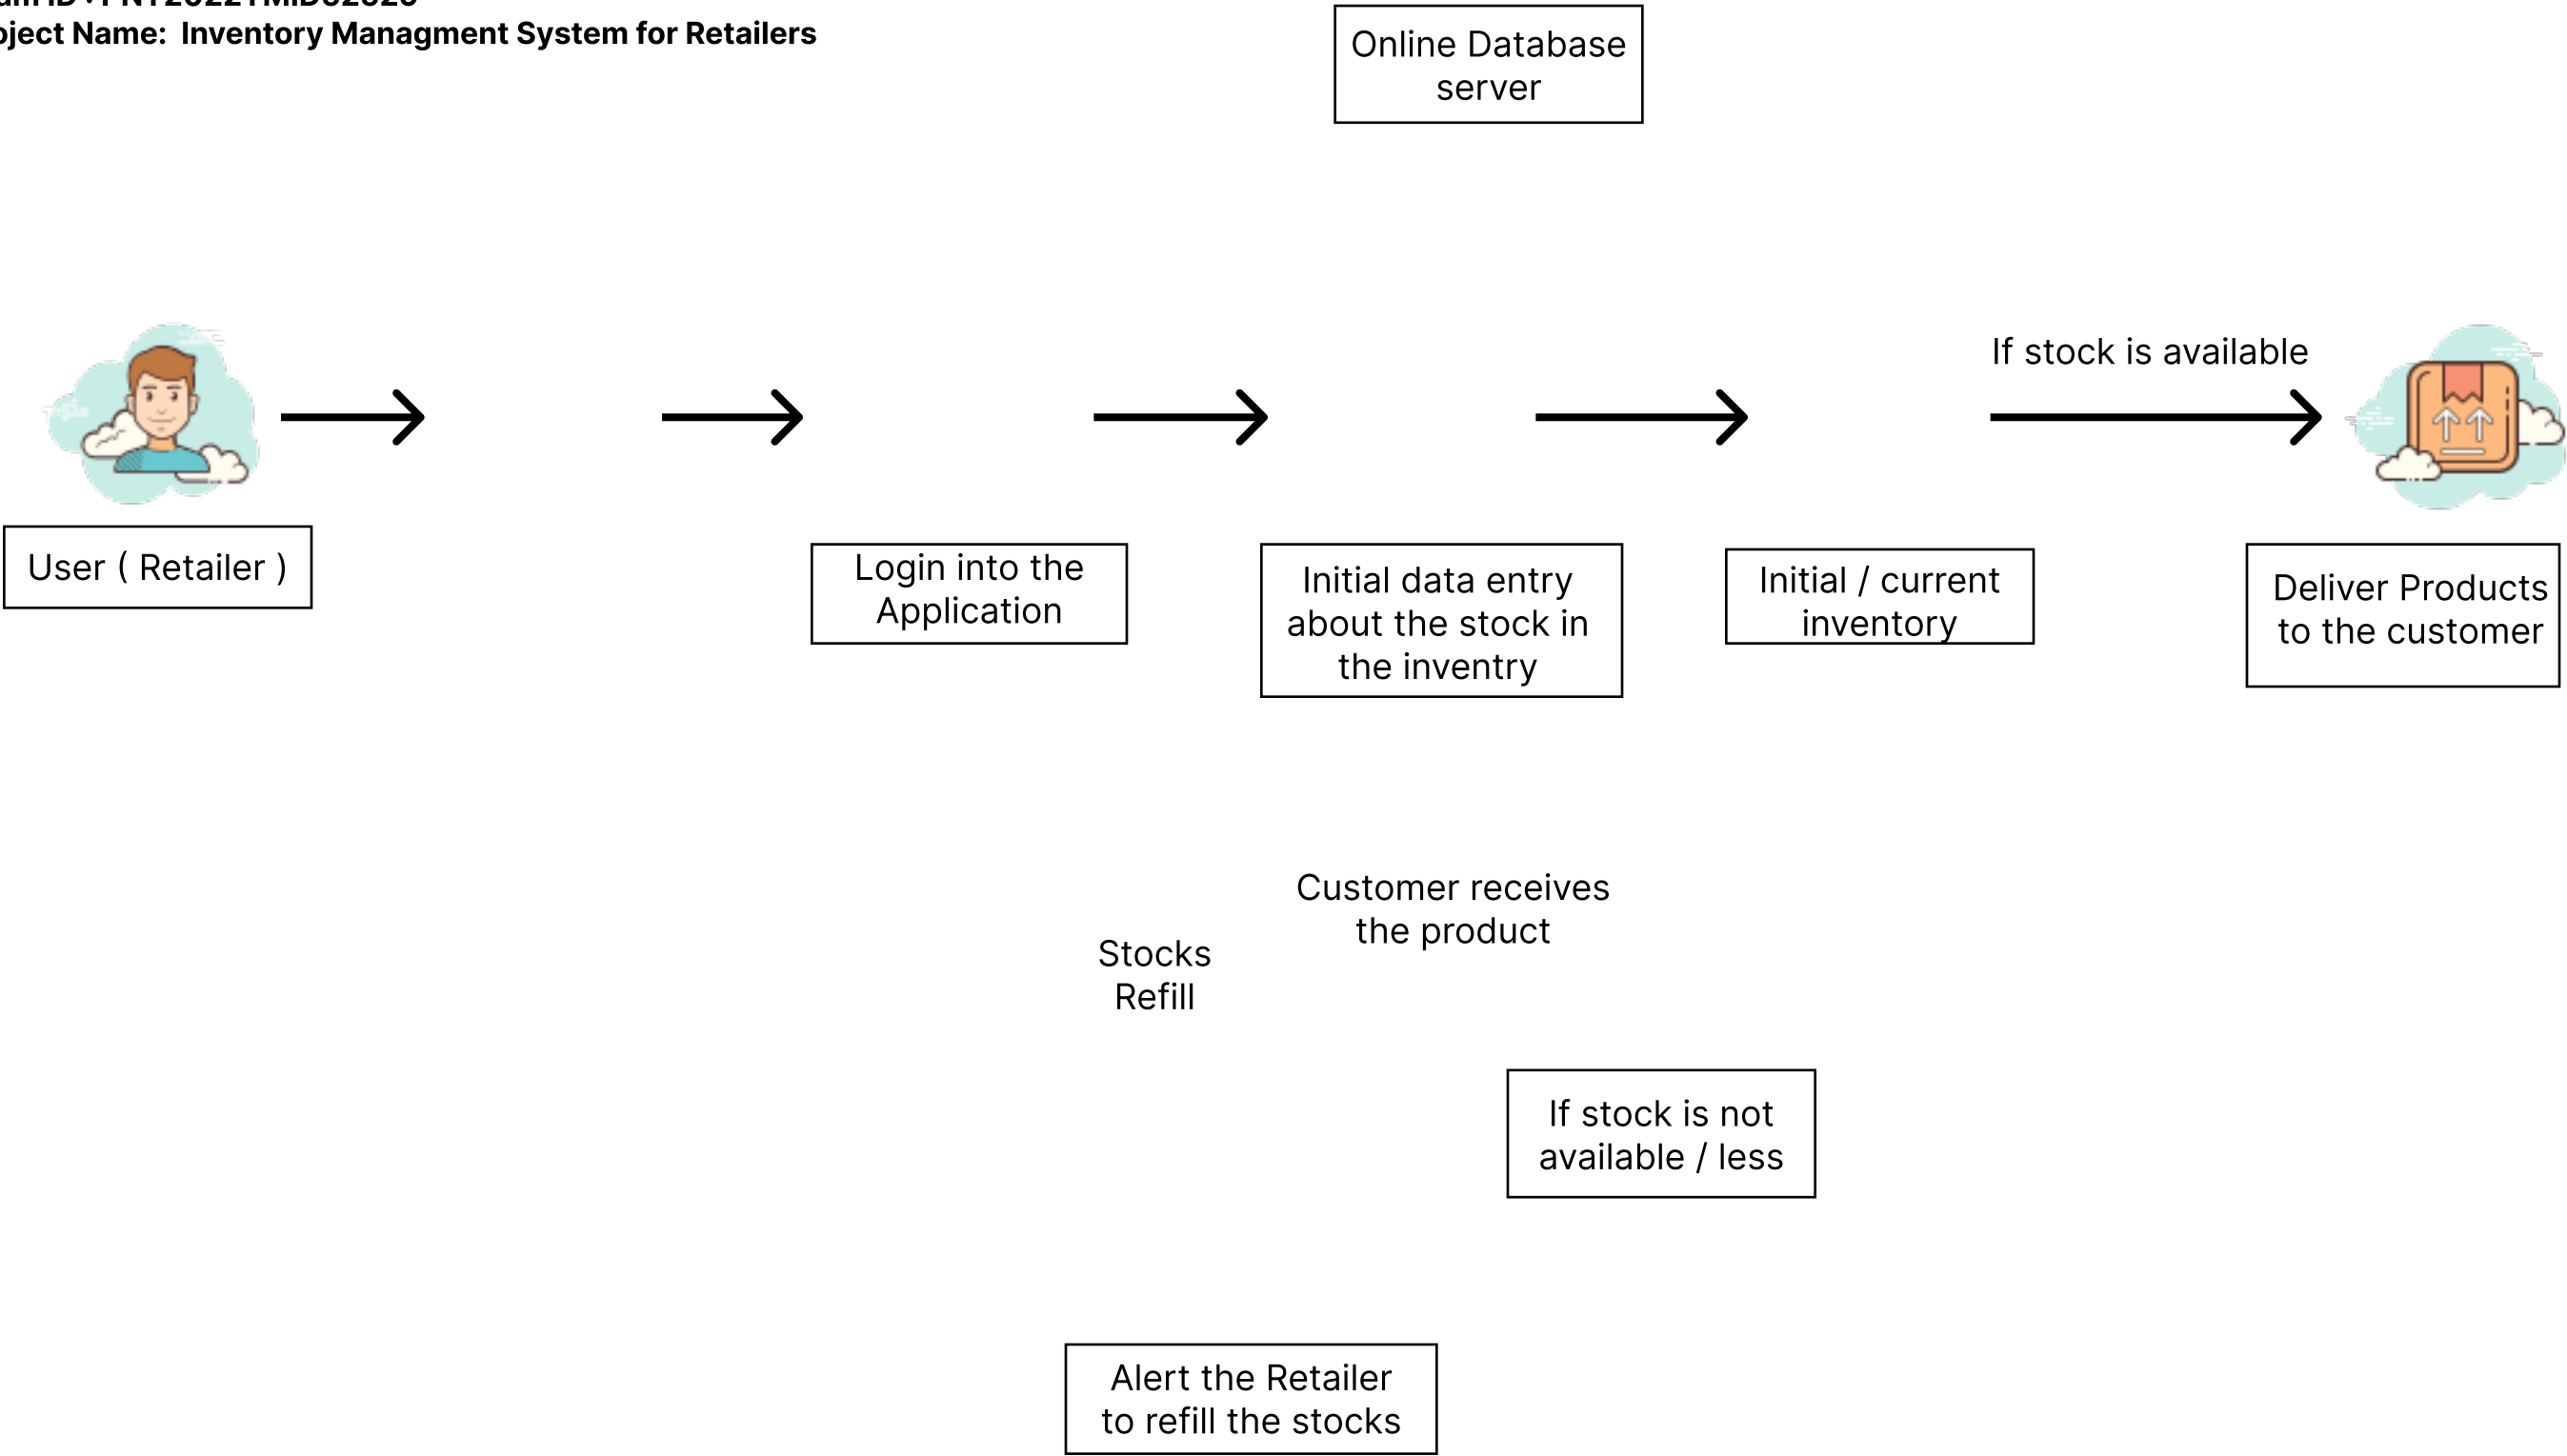 Project Name: Inventory Managment System for Retailers
Online Database
server
If stock is available
User ( Retailer )
Login into the
Application
Initial data entry
about the stock in
the inventry
Initial / current
inventory
Deliver Products
to the customer
Customer receives
the product
Stocks
Refill
If stock is not
available / less
Alert the Retailer
to refill the stocks